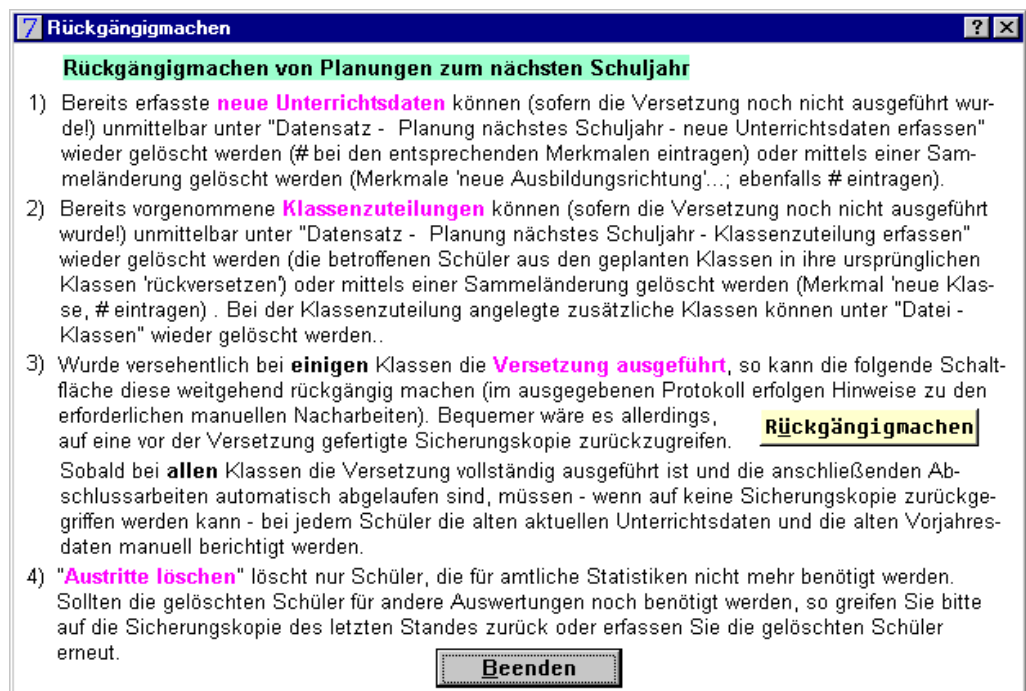 7 Rückgängigmachen ? X
Rückgängigmachen von Planungen zum nächsten Schuljahr
1) Bereits erfasste neue Unterrichtsdaten können (sofern die Versetzung noch nicht ausgeführt wur-
de!) unmittelbar unter "Datensatz - Planung nächstes Schuljahr - neue Unterrichtsdaten erfassen"
wieder gelöscht werden (# bei den entsprechenden Merkmalen eintragen) oder mittels einer Sam-
meländerung gelöscht werden (Merkmale 'neue Ausbildungsrichtung'...; ebenfalls # eintragen).
2) Bereits vorgenommene Klassenzuteilungen können (sofern die Versetzung noch nicht ausgeführt
wurde!) unmittelbar unter "Datensatz - Planung nächstes Schuljahr - Klassenzuteilung erfassen"
wieder gelöscht werden (die betroffenen Schüler aus den geplanten Klassen in ihre ursprünglichen
Klassen 'rückversetzen') oder mittels einer Sammeländerung gelöscht werden (Merkmal 'neue Klas-
se, # eintragen) . Bei der Klassenzuteilung angelegte zusätzliche Klassen können unter "Datei -
Klassen" wieder gelöscht werden..
3) Wurde versehentlich bei einigen Klassen die Versetzung ausgeführt, so kann die folgende Schalt-
fläche diese weitgehend rückgängig machen (im ausgegebenen Protokoll erfolgen Hinweise zu den
erforderlichen manuellen Nacharbeiten). Bequemer wäre es allerdings,
auf eine vor der Versetzung gefertigte Sicherungskopie zurückzugreifen.
Rückgängigmachen
Sobald bei allen Klassen die Versetzung vollständig ausgeführt ist und die anschließenden Ab-
schlussarbeiten automatisch abgelaufen sind, müssen - wenn auf keine Sicherungskopie zurückge-
griffen werden kann - bei jedem Schüler die alten aktuellen Unterrichtsdaten und die alten Vorjahres-
daten manuell berichtigt werden.
4) "Austritte löschen" löscht nur Schüler, die für amtliche Statistiken nicht mehr benötigt werden.
Sollten die gelöschten Schüler für andere Auswertungen noch benötigt werden, so greifen Sie bitte
auf die Sicherungskopie des letzten Standes zurück oder erfassen Sie die gelöschten Schüler
erneut.
Beenden